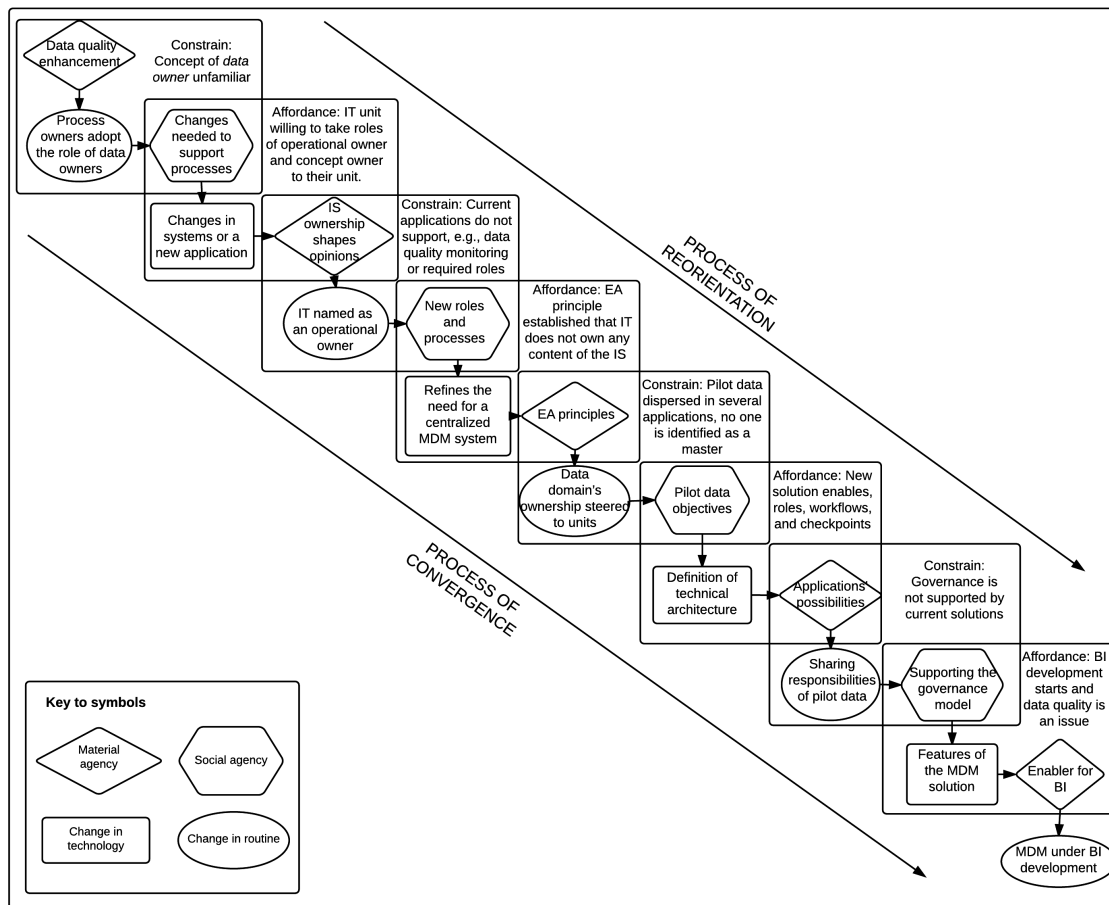 Data quality
enhancement
Constrain:
Concept of data
owner unfamiliar
Process
owners adopt
the role of data
owners
Changes
needed to
support
processes
Affordance: IT unit
willing to take roles
of operational owner
and concept owner
to their unit.
Changes in
systems or a
new application
IS
ownership
shapes
opinions
Constrain: Current
applications do not
support, e.g., data
quality monitoring
or required roles
PROCESS OF
REORIENTATION
IT named as
an operational
owner
New roles
and
processes
Affordance: EA
principle
established that IT
does not own any
content of the IS
Refines the
need for a
centralized
MDM system
EA principles
Constrain: Pilot data
dispersed in several
applications, no one
is identified as a
master
Data
domain's
ownership steered
to units
Pilot data
objectives
Affordance: New
solution enables,
roles, workflows,
and checkpoints
PROCESS OF
CONVERGENCE
Definition of
technical
architecture
Applications'
possibilities
Constrain:
Governance is
not supported by
current solutions
Sharing
responsibilities
of pilot data
Supporting the
governance
model
Affordance: BI
development
starts and
data quality is
an issue
Features of
the MDM
solution
Enabler for
BI
MDM under BI
development
Key to symbols
Material
agency
Social agency
Change in
technology
Change in routine